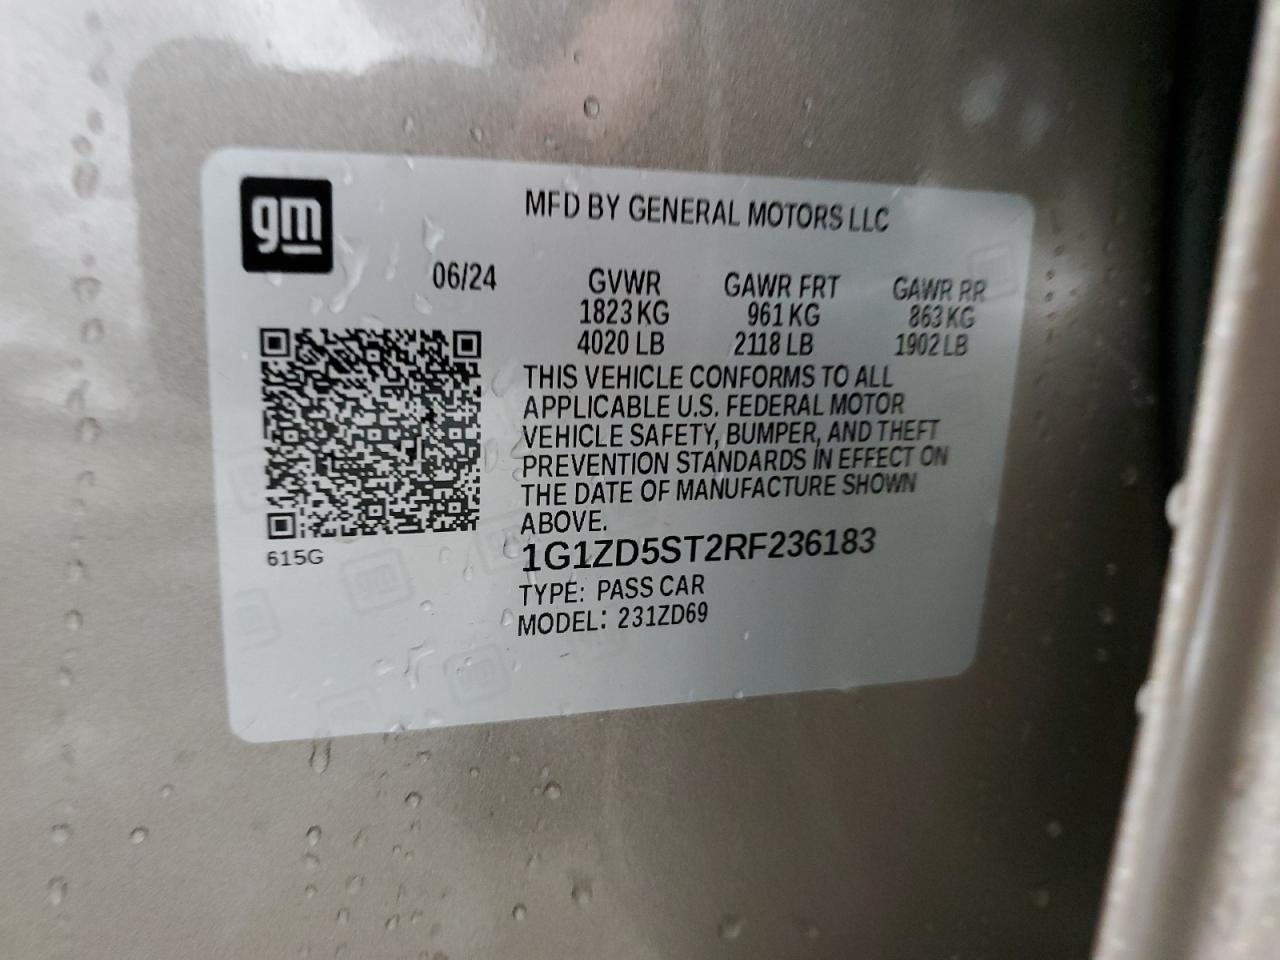 gm
MFD BY GENERAL MOTORS LLC
06/24 GVWR GAWR FRT GAWR RR
1823 KG 961 KG 863 KG
4020 LB 2118 LB 1902 LB
THIS VEHICLE CONFORMS TO ALL
APPLICABLE U.S. FEDERAL MOTOR
VEHICLE SAFETY, BUMPER, AND THEFT
PREVENTION STANDARDS IN EFFECT ON
THE DATE OF MANUFACTURE SHOWN
ABOVE.
615G
1G1ZD5ST2RF236183
TYPE: PASS CAR
MODEL: 231ZD69